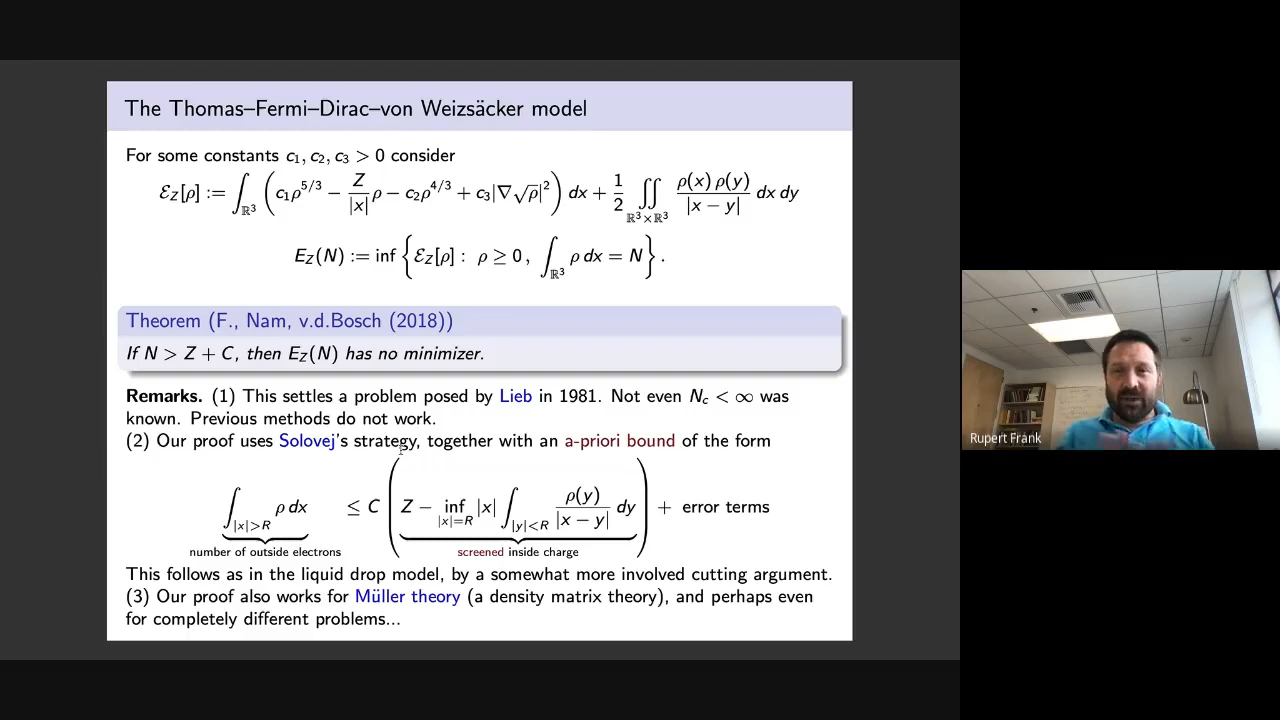 The Thomas–Fermi–Dirac–von Weizsäcker model
For some constants c₁, c₂, c₃ > 0 consider
ℰ_Z[ρ] := ∫_{ℝ³} ( c₁ρ^{5/3} − Z/|x| ρ − c₂ρ^{4/3} + c₃|∇√ρ|² ) dx + 1/2 ∬_{ℝ³×ℝ³} ρ(x) ρ(y)/|x − y| dx dy
E_Z(N) := inf { ℰ_Z[ρ] : ρ ≥ 0 , ∫_{ℝ³} ρ dx = N } .
Theorem (F., Nam, v.d.Bosch (2018))
If N > Z + C, then E_Z(N) has no minimizer.
Remarks. (1) This settles a problem posed by Lieb in 1981. Not even N_c < ∞ was
known. Previous methods do not work.
(2) Our proof uses Solovej's strategy, together with an a-priori bound of the form
∫_{|x|>R} ρ dx ≤ C ( Z − inf_{|x|=R} |x| ∫_{|y|<R} ρ(y)/|x − y| dy ) + error terms
number of outside electrons screened inside charge
This follows as in the liquid drop model, by a somewhat more involved cutting argument.
(3) Our proof also works for Müller theory (a density matrix theory), and perhaps even
for completely different problems...
Rupert Frank